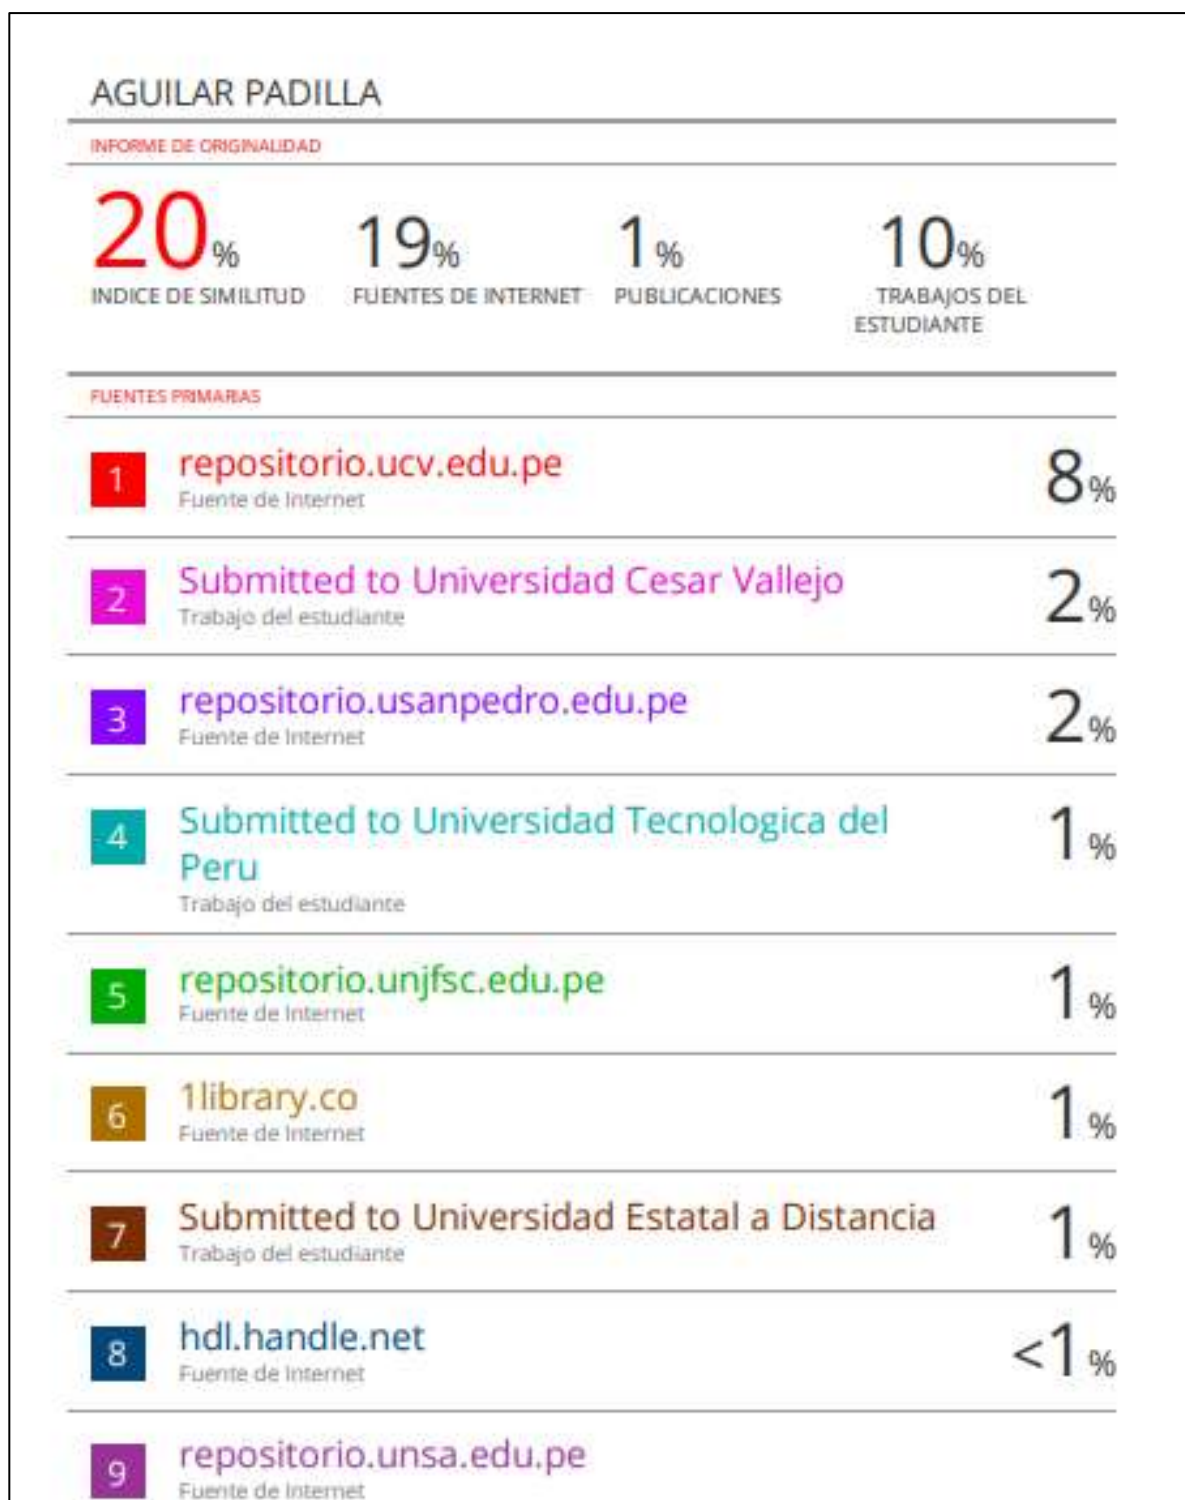 AGUILAR PADILLA
INFORME DE ORIGINALIDAD
20% 19% 1% 10%
INDICE DE SIMILITUD FUENTES DE INTERNET PUBLICACIONES TRABAJOS DEL
ESTUDIANTE
FUENTES PRIMARIAS
1 repositorio.ucv.edu.pe 8%
Fuente de Internet
2 Submitted to Universidad Cesar Vallejo 2%
Trabajo del estudiante
3 repositorio.usanpedro.edu.pe 2%
Fuente de Internet
4 Submitted to Universidad Tecnologica del 1%
Peru
Trabajo del estudiante
5 repositorio.unjfsc.edu.pe 1%
Fuente de Internet
6 1library.co 1%
Fuente de Internet
7 Submitted to Universidad Estatal a Distancia 1%
Trabajo del estudiante
8 hdl.handle.net <1%
Fuente de Internet
9 repositorio.unsa.edu.pe
Fuente de Internet